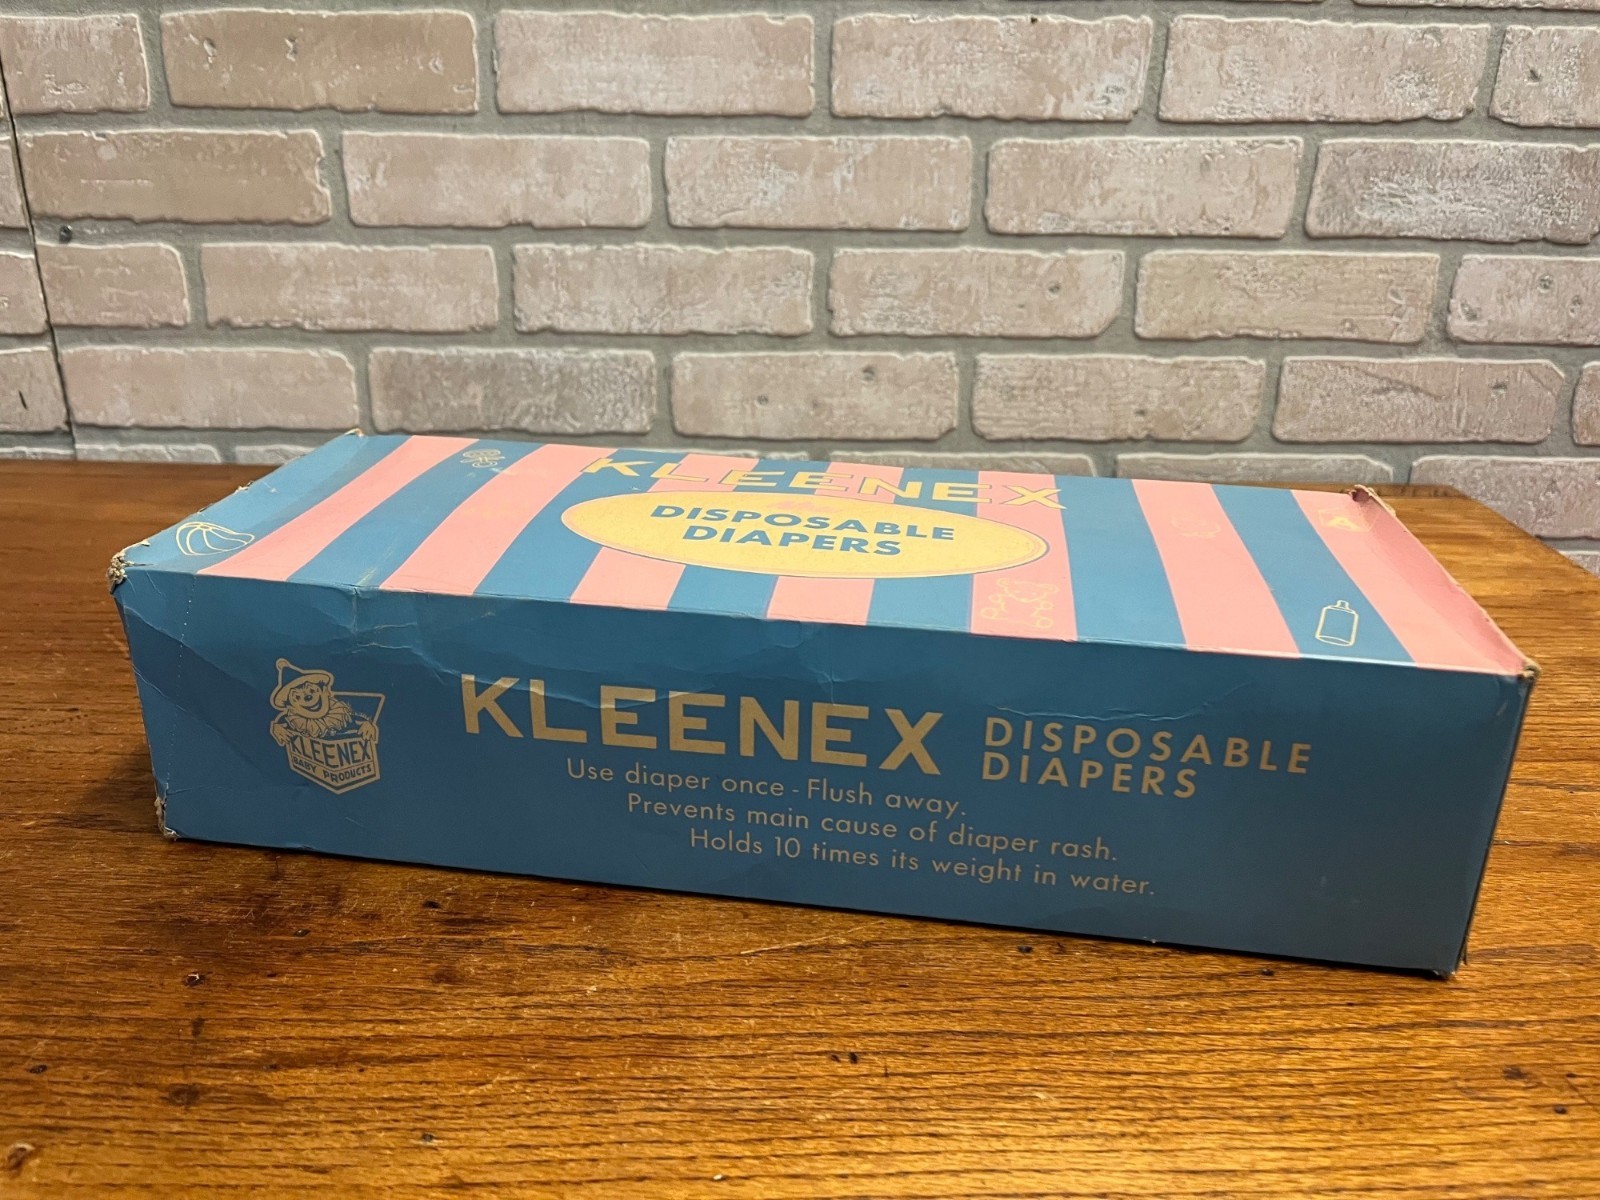 KLEENEX
DISPOSABLE
DIAPERS
A
KLEENEX
BABY PRODUCTS
KLEENEX DISPOSABLE
DIAPERS
Use diaper once - Flush away.
Prevents main cause of diaper rash.
Holds 10 times its weight in water.